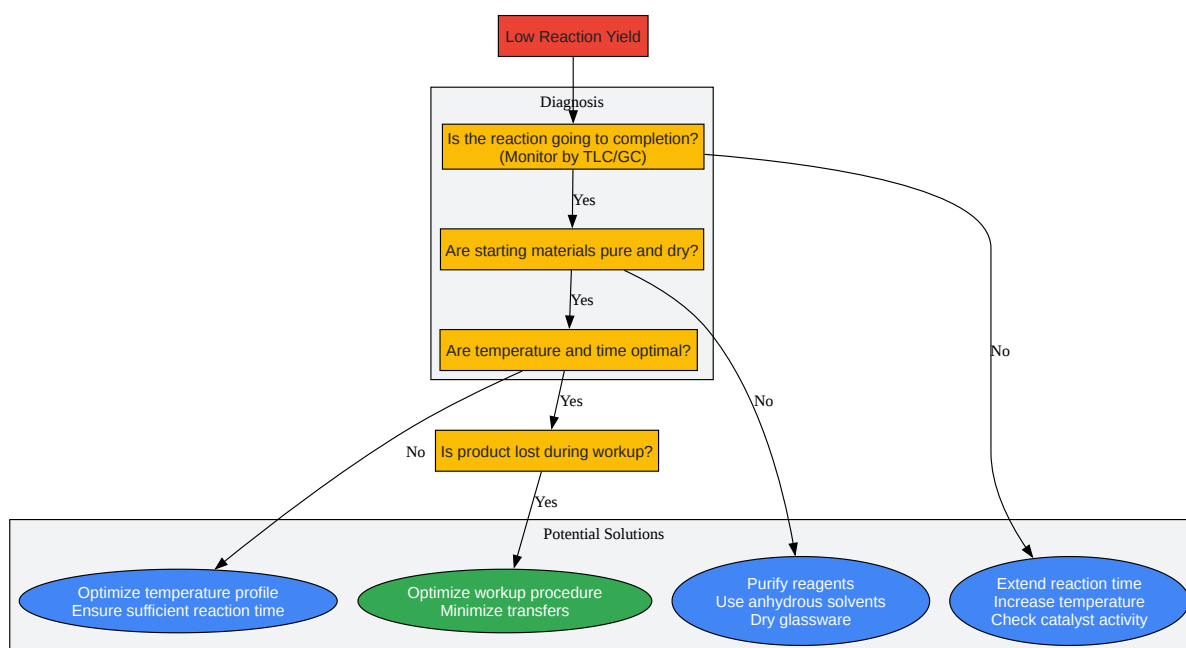 Low Reaction Yield
Diagnosis
Is the reaction going to completion?
(Monitor by TLC/GC)
Yes
Are starting materials pure and dry?
Yes
Are temperature and time optimal?
No
Yes
No
No
Is product lost during workup?
Yes
Potential Solutions
Optimize temperature profile
Ensure sufficient reaction time
Optimize workup procedure
Minimize transfers
Purify reagents
Use anhydrous solvents
Dry glassware
Extend reaction time
Increase temperature
Check catalyst activity